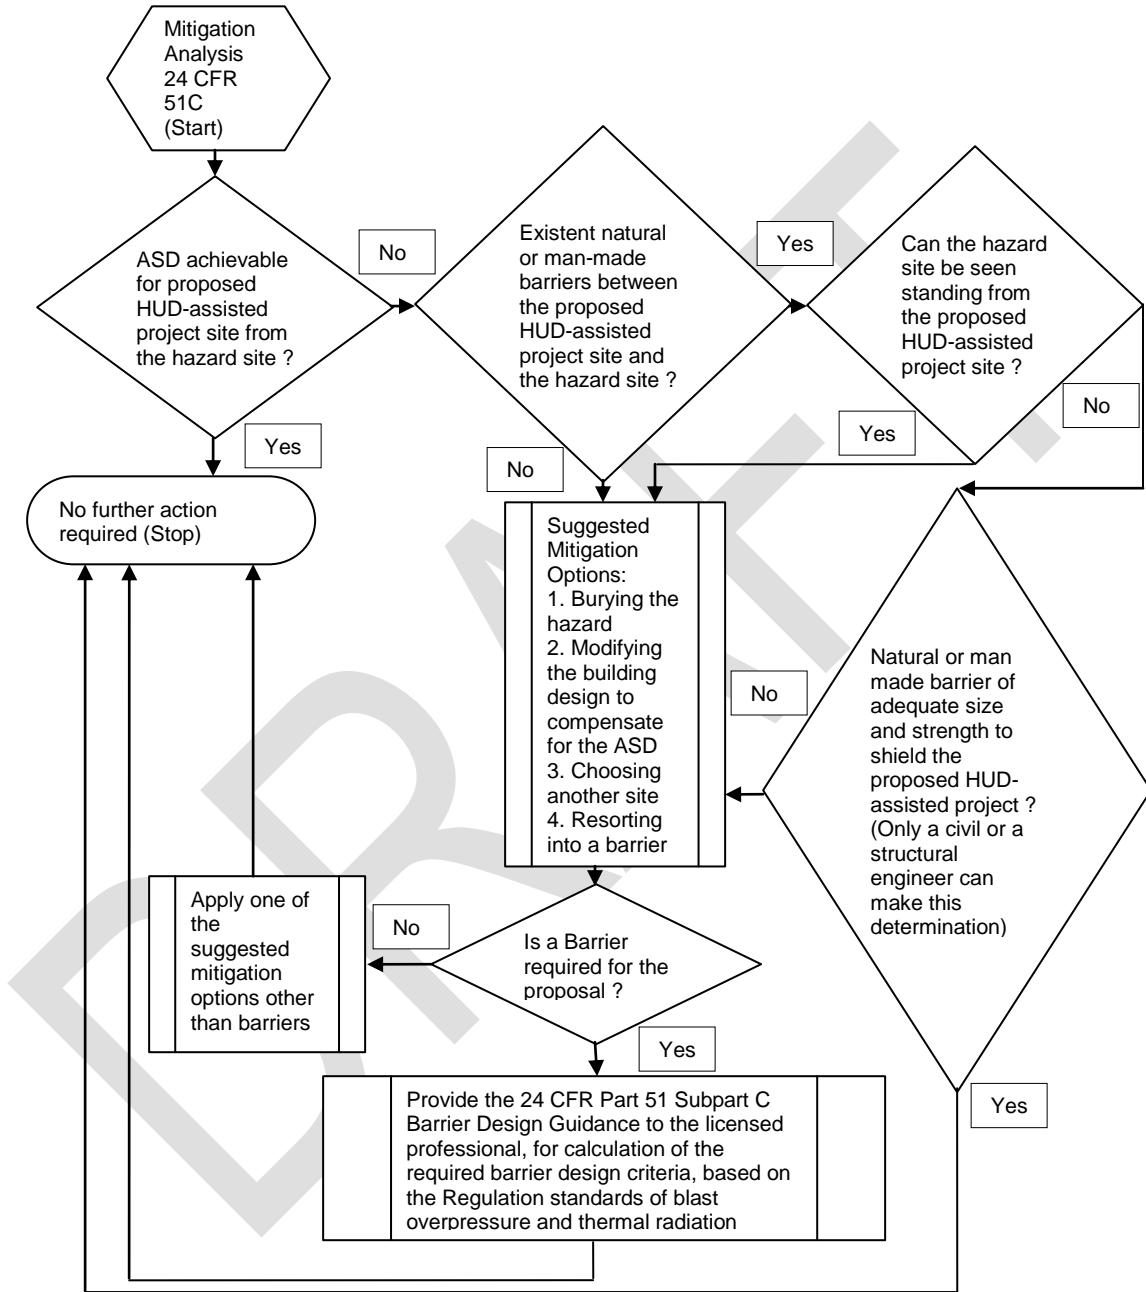 Mitigation
Analysis
24 CFR
51C
(Start)
ASD achievable
for proposed
HUD-assisted
project site from
the hazard site ?
No
Existent natural
or man-made
barriers between
the proposed
HUD-assisted
project site and
the hazard site ?
Yes
Can the hazard
site be seen
standing from
the proposed
HUD-assisted
project site ?
No
Yes
Yes
No
No further action
required (Stop)
Suggested
Mitigation
Options:
1. Burying the
hazard
2. Modifying
the building
design to
compensate
for the ASD
3. Choosing
another site
4. Resorting
into a barrier
No
Natural or man
made barrier of
adequate size
and strength to
shield the
proposed HUD-
assisted project ?
(Only a civil or a
structural
engineer can
make this
determination)
Apply one of
the
suggested
mitigation
options other
than barriers
No
Is a Barrier
required for the
proposal ?
Yes
Yes
Provide the 24 CFR Part 51 Subpart C
Barrier Design Guidance to the licensed
professional, for calculation of the
required barrier design criteria, based on
the Regulation standards of blast
overpressure and thermal radiation
DRAFT